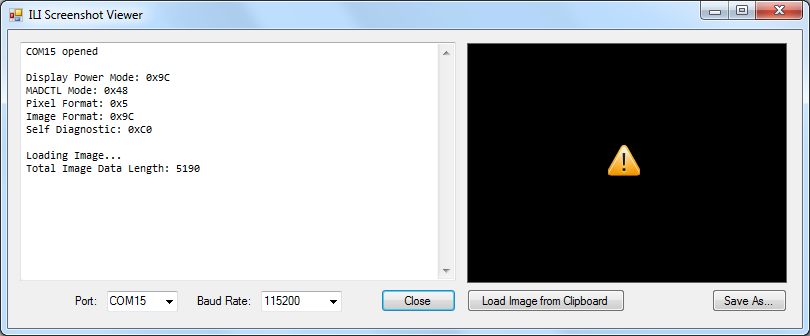 ILI Screenshot Viewer
COM15 opened
Display Power Mode: 0x9C
MADCTL Mode: 0x48
Pixel Format: 0x5
Image Format: 0x9C
Self Diagnostic: 0xC0
Loading Image...
Total Image Data Length: 5190
Port: COM15 Baud Rate: 115200 Close Load Image from Clipboard Save As...